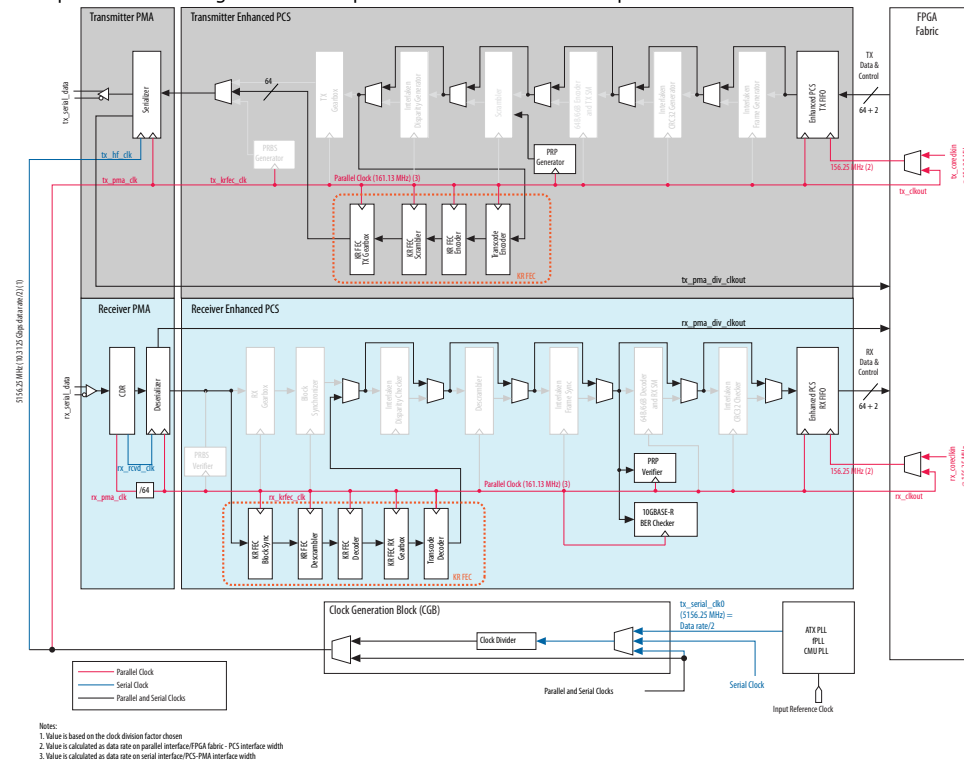 Transmitter PMA
Transmitter Enhanced PCS
FPGA
Fabric
tx_serial_data
Serializer
64
TX
Gearbox
Interlaken
Disparity Generator
Scrambler
64B/66B Encoder
and TX SM
Interlaken
CRC32 Generator
Interlaken
Frame Generator
Enhanced PCS
TX FIFO
TX
Data &
Control
64 + 2
PRBS
Generator
PRP
Generator
tx_hf_clk
tx_pma_clk
tx_krfec_clk
Parallel Clock (161.13 MHz) (3)
156.25 MHz (2)
tx_coreclkin
tx_clkout
KR FEC
TX Gearbox
KR FEC
Scrambler
KR FEC
Encoder
Transcode
Encoder
KR FEC
tx_pma_div_clkout
5156.25 MHz (10.3125 Gbps data rate/2) (1)
Receiver PMA
Receiver Enhanced PCS
rx_pma_div_clkout
rx_serial_data
CDR
Deserializer
RX
Gearbox
Block
Synchronizer
Interlaken
Disparity Checker
Descrambler
Interlaken
Frame Sync
64B/66B Decoder
and RX SM
Interlaken
CRC32 Checker
Enhanced PCS
RX FIFO
RX
Data &
Control
64 + 2
PRBS
Verifier
PRP
Verifier
rx_rcvd_clk
rx_pma_clk
/64
rx_krfec_clk
Parallel Clock (161.13 MHz) (3)
156.25 MHz (2)
rx_coreclkin
rx_clkout
10GBASE-R
BER Checker
KR FEC
Block Sync
KR FEC
Descrambler
KR FEC
Decoder
KR FEC RX
Gearbox
Transcode
Decoder
KR FEC
Clock Generation Block (CGB)
Clock Divider
tx_serial_clk0
(5156.25 MHz) =
Data rate/2
ATX PLL
fPLL
CMU PLL
Serial Clock
Parallel and Serial Clocks
Input Reference Clock
Parallel Clock
Serial Clock
Parallel and Serial Clocks
Notes:
1. Value is based on the clock division factor chosen
2. Value is calculated as data rate on parallel interface/FPGA fabric - PCS interface width
3. Value is calculated as data rate on serial interface/PCS-PMA interface width